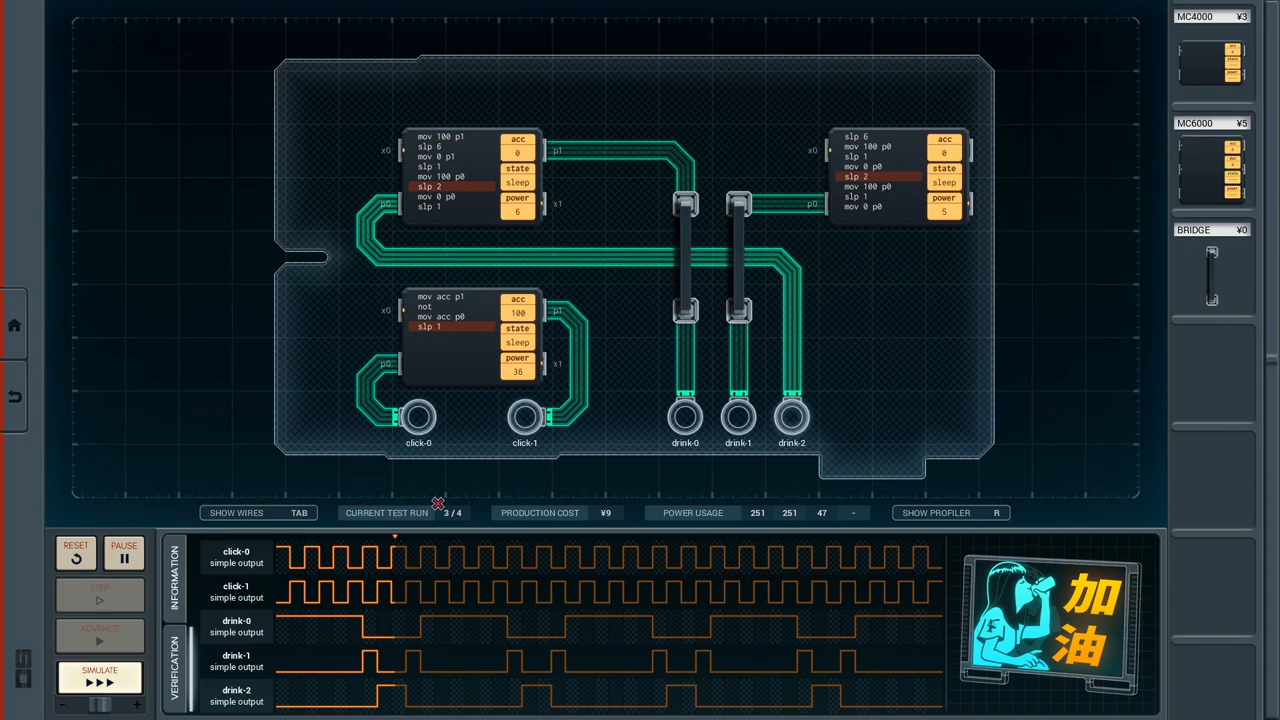 MC4000 ¥3
MC6000 ¥5
BRIDGE ¥0
x0
mov 100 p1
slp 6
mov 0 p1
slp 1
mov 100 p0
slp 2
mov 0 p0
slp 1
acc
0
state
sleep
power
6
p1
p0
x1
x0
slp 6
mov 100 p0
slp 1
mov 0 p0
slp 2
mov 100 p0
slp 1
mov 0 p0
acc
0
state
sleep
power
5
p0
x0
mov acc p1
not
mov acc p0
slp 1
acc
100
state
sleep
power
36
p1
p0
x1
click-0
click-1
drink-0
drink-1
drink-2
SHOW WIRES TAB
CURRENT TEST RUN 3 / 4
PRODUCTION COST ¥9
POWER USAGE 251 251 47 -
SHOW PROFILER R
RESET
PAUSE
STEP
ADVANCE
SIMULATE
- +
INFORMATION
VERIFICATION
click-0
simple output
click-1
simple output
drink-0
simple output
drink-1
simple output
drink-2
simple output
加
油
¥